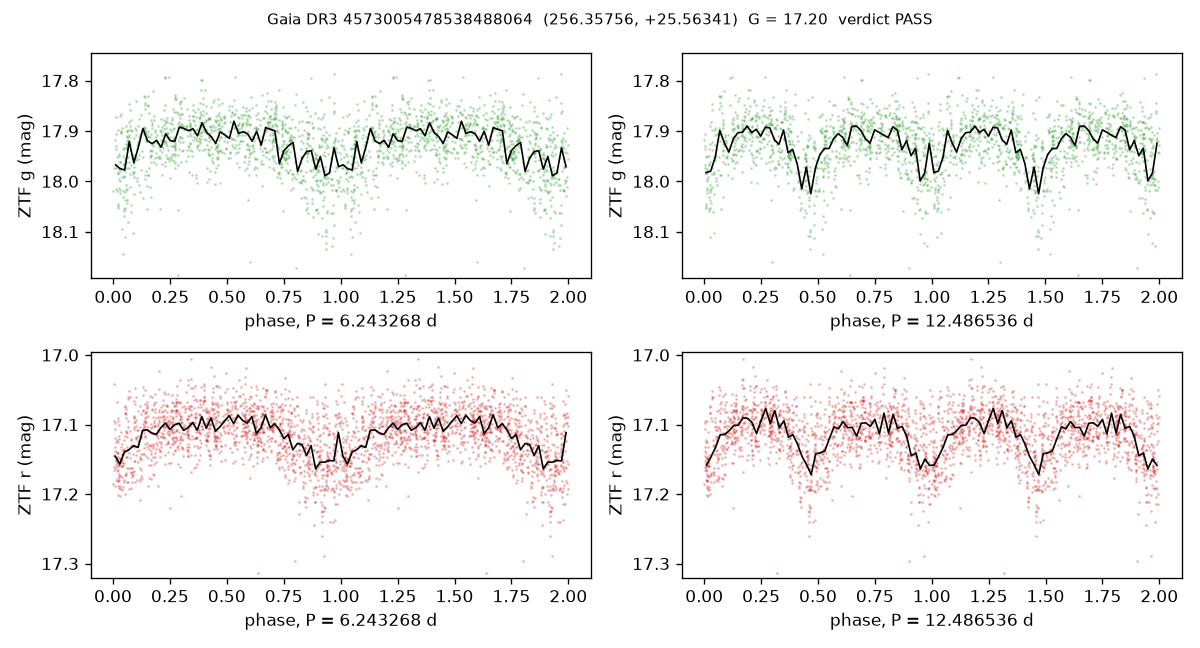 Gaia DR3 4573005478538488064  (256.35756, +25.56341)  G = 17.20  verdict PASS
ZTF g (mag)
17.8
17.9
18.0
18.1
0.00 0.25 0.50 0.75 1.00 1.25 1.50 1.75 2.00
phase, P = 6.243268 d
ZTF g (mag)
17.8
17.9
18.0
18.1
0.00 0.25 0.50 0.75 1.00 1.25 1.50 1.75 2.00
phase, P = 12.486536 d
ZTF r (mag)
17.0
17.1
17.2
17.3
0.00 0.25 0.50 0.75 1.00 1.25 1.50 1.75 2.00
phase, P = 6.243268 d
ZTF r (mag)
17.0
17.1
17.2
17.3
0.00 0.25 0.50 0.75 1.00 1.25 1.50 1.75 2.00
phase, P = 12.486536 d